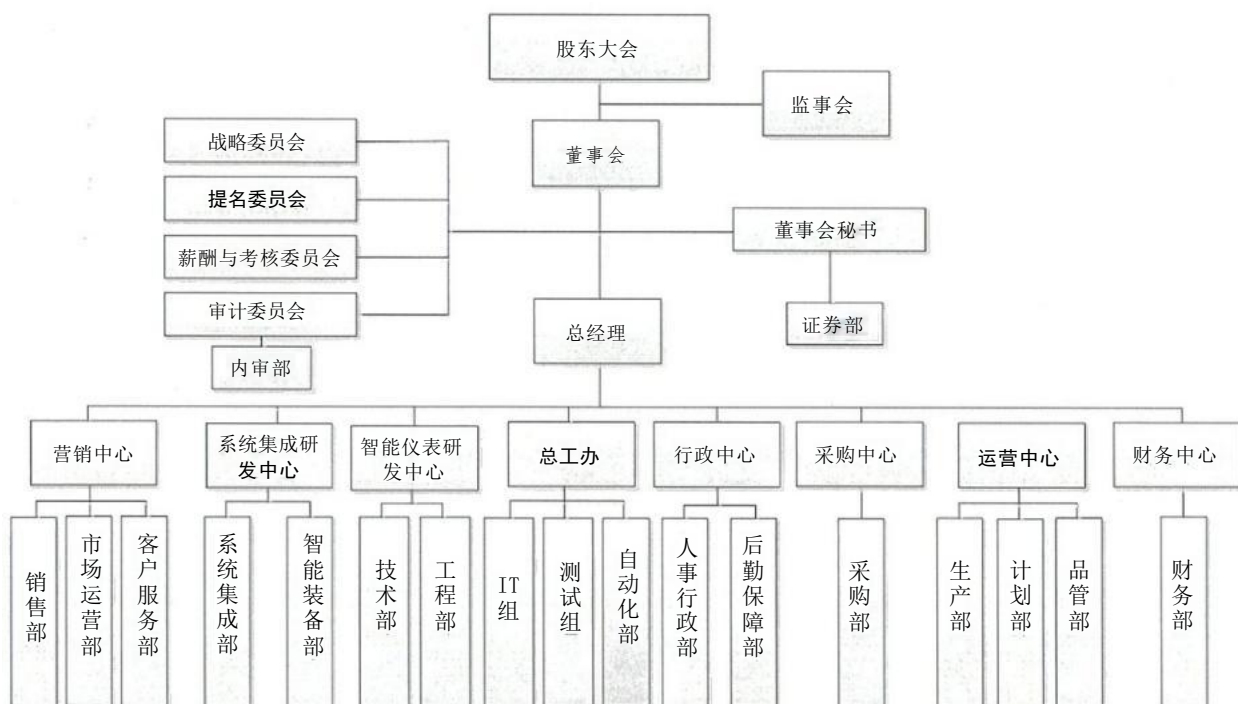 股东大会
监事会
战略委员会
董事会
提名委员会
董事会秘书
薪酬与考核委员会
审计委员会
总经理
证券部
内审部
营销中心
系统集成研
发中心
智能仪表研
发中心
总工办
行政中心
采购中心
运营中心
财务中心
销售部
市场运营部
客户服务部
系统集成部
智能装备部
技术部
工程部
IT组
测试组
自动化部
人事行政部
后勤保障部
采购部
生产部
计划部
品管部
财务部